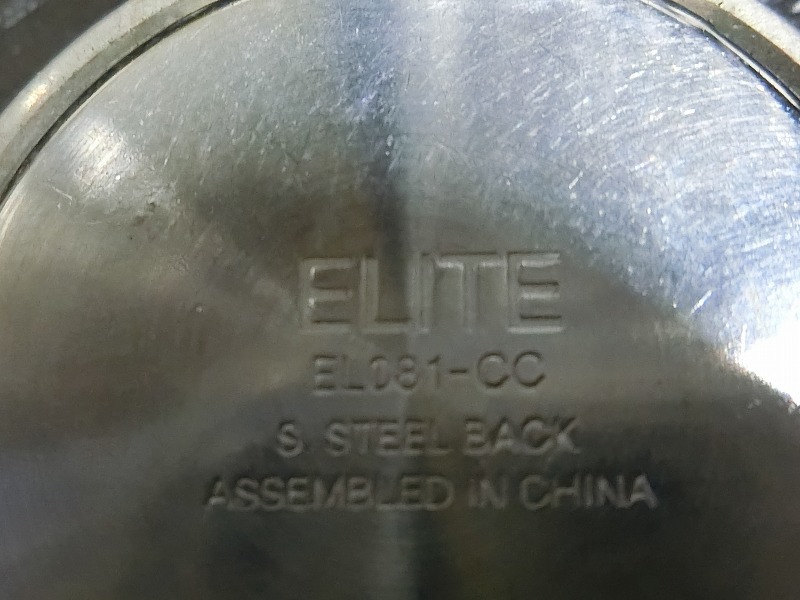 ELITE
EL081-CC
S. STEEL BACK
ASSEMBLED IN CHINA